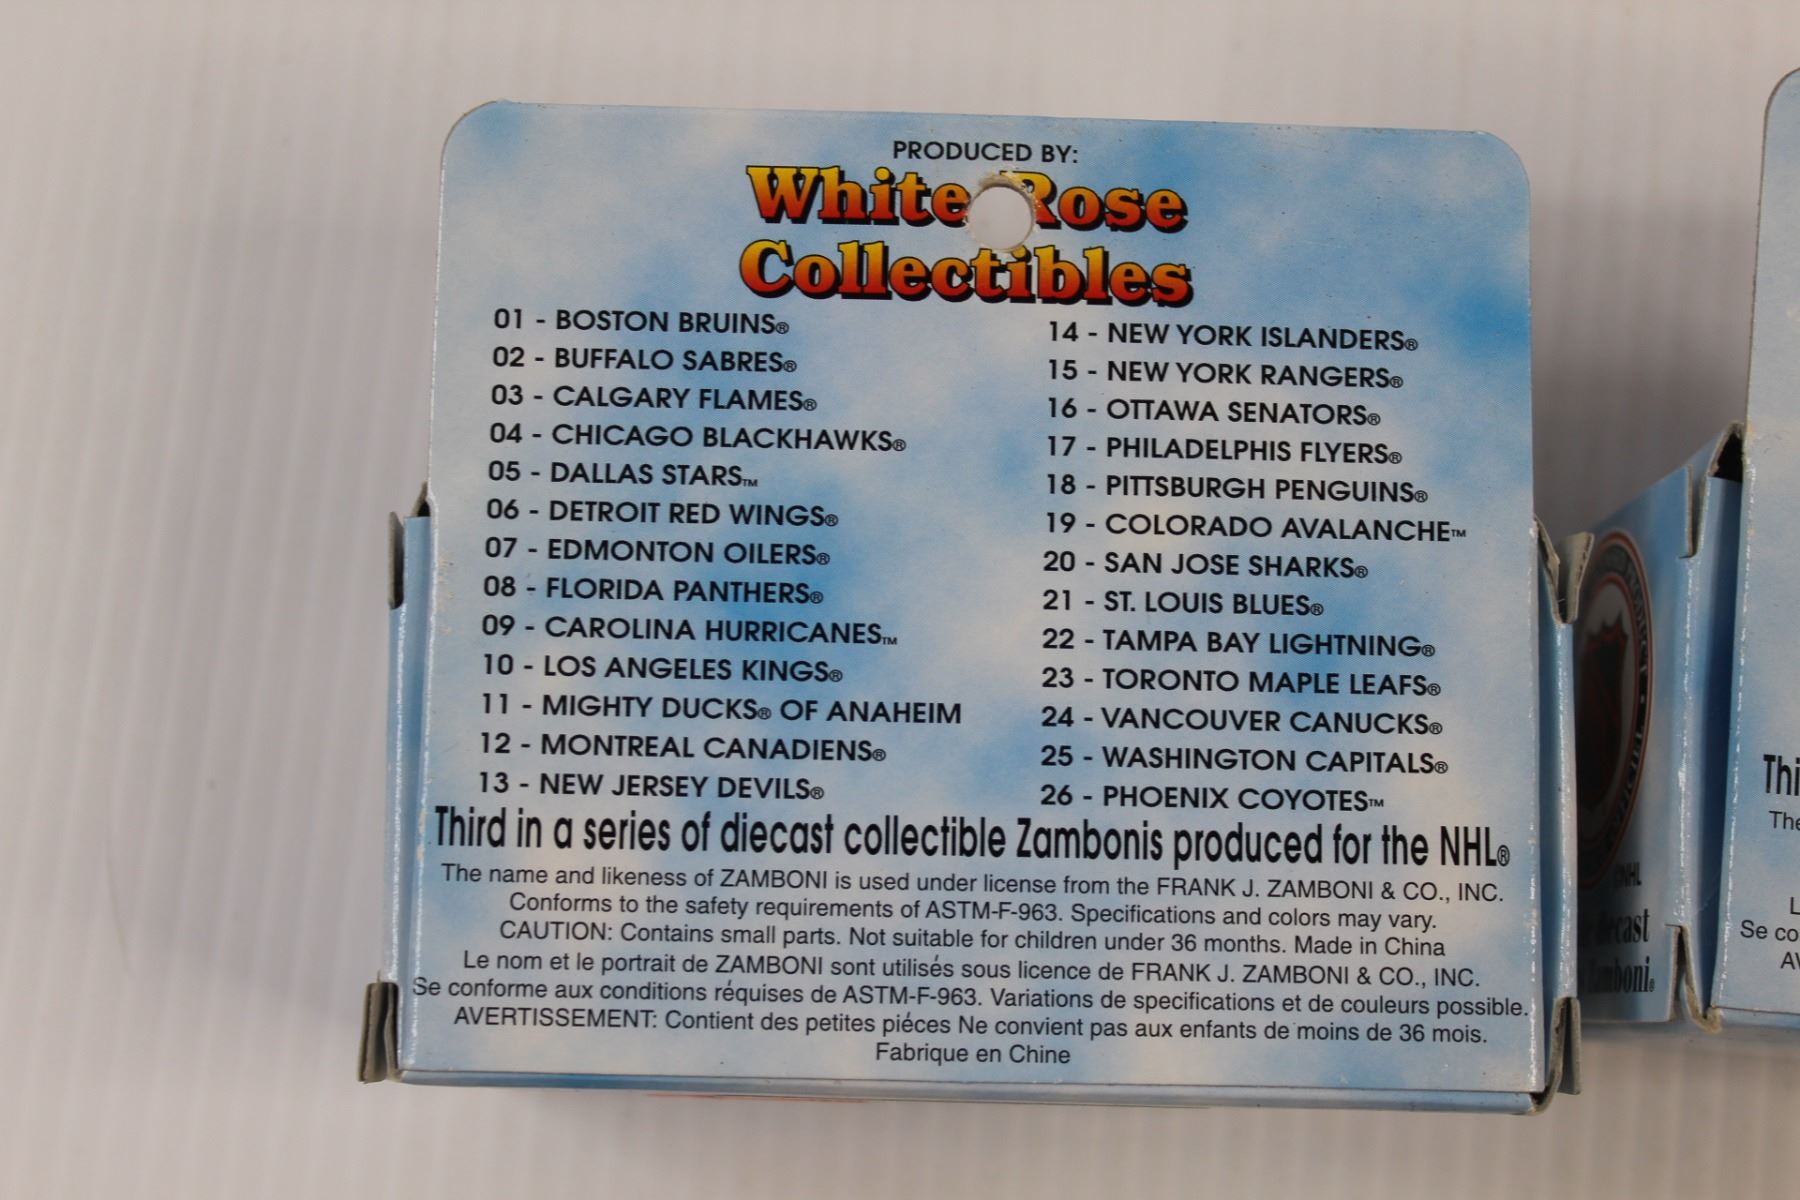 PRODUCED BY:
White Rose
Collectibles
01 - BOSTON BRUINS®
02 - BUFFALO SABRES®
03 - CALGARY FLAMES®
04 - CHICAGO BLACKHAWKS®
05 - DALLAS STARS™
06 - DETROIT RED WINGS®
07 - EDMONTON OILERS®
08 - FLORIDA PANTHERS®
09 - CAROLINA HURRICANES™
10 - LOS ANGELES KINGS®
11 - MIGHTY DUCKS® OF ANAHEIM
12 - MONTREAL CANADIENS®
13 - NEW JERSEY DEVILS®
14 - NEW YORK ISLANDERS®
15 - NEW YORK RANGERS®
16 - OTTAWA SENATORS®
17 - PHILADELPHIS FLYERS®
18 - PITTSBURGH PENGUINS®
19 - COLORADO AVALANCHE™
20 - SAN JOSE SHARKS®
21 - ST. LOUIS BLUES®
22 - TAMPA BAY LIGHTNING®
23 - TORONTO MAPLE LEAFS®
24 - VANCOUVER CANUCKS®
25 - WASHINGTON CAPITALS®
26 - PHOENIX COYOTES™
Third in a series of diecast collectible Zambonis produced for the NHL®
The name and likeness of ZAMBONI is used under license from the FRANK J. ZAMBONI & CO., INC.
Conforms to the safety requirements of ASTM-F-963. Specifications and colors may vary.
CAUTION: Contains small parts. Not suitable for children under 36 months. Made in China
Le nom et le portrait de ZAMBONI sont utilisés sous licence de FRANK J. ZAMBONI & CO., INC.
Se conforme aux conditions réquises de ASTM-F-963. Variations de specifications et de couleurs possible.
AVERTISSEMENT: Contient des petites piéces Ne convient pas aux enfants de moins de 36 mois.
Fabrique en Chine
Thi
The
L
Se co
AV